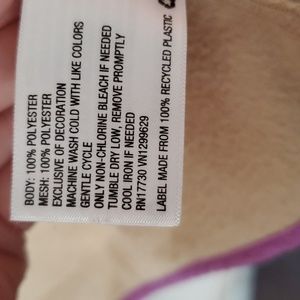 BODY: 100% POLYESTER
MESH: 100% POLYESTER
EXCLUSIVE OF DECORATION
MACHINE WASH COLD WITH LIKE COLORS
GENTLE CYCLE
ONLY NON-CHLORINE BLEACH IF NEEDED
TUMBLE DRY LOW, REMOVE PROMPTLY
COOL IRON IF NEEDED
RN17730 VN1299629
LABEL MADE FROM 100% RECYCLED PLASTIC